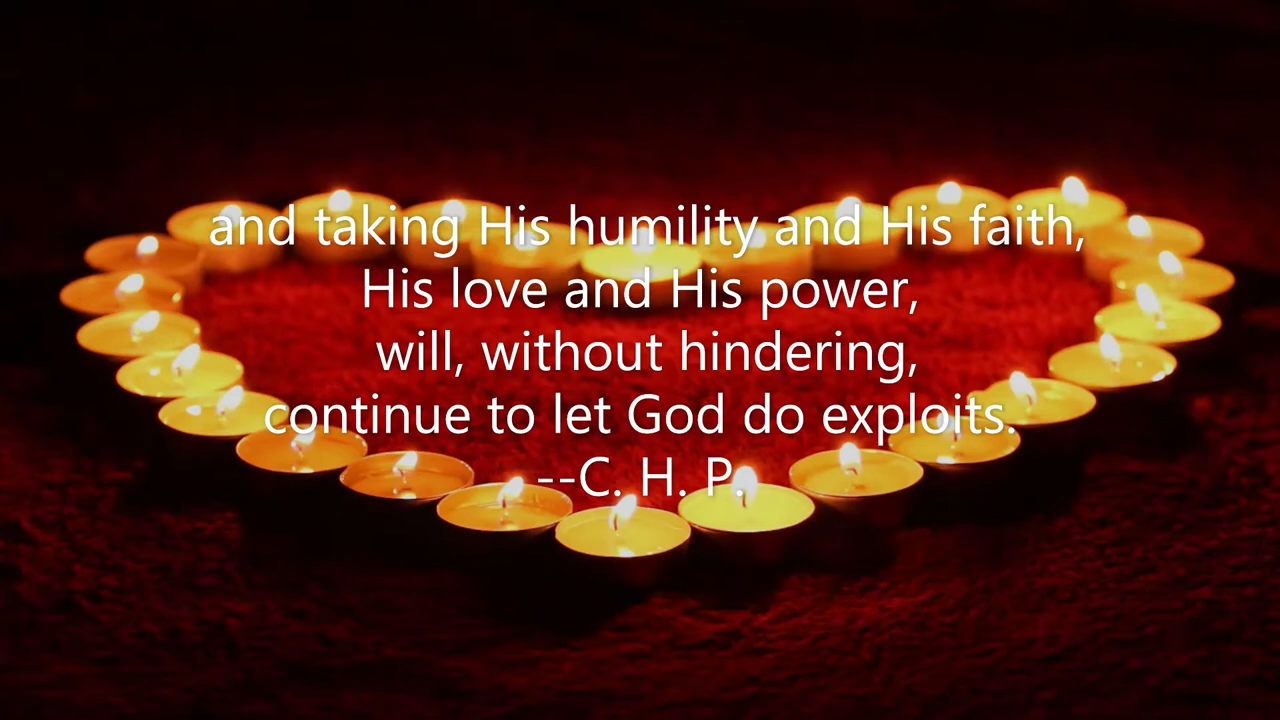 and taking His humility and His faith,
His love and His power,
will, without hindering,
continue to let God do exploits.
--C. H. P.